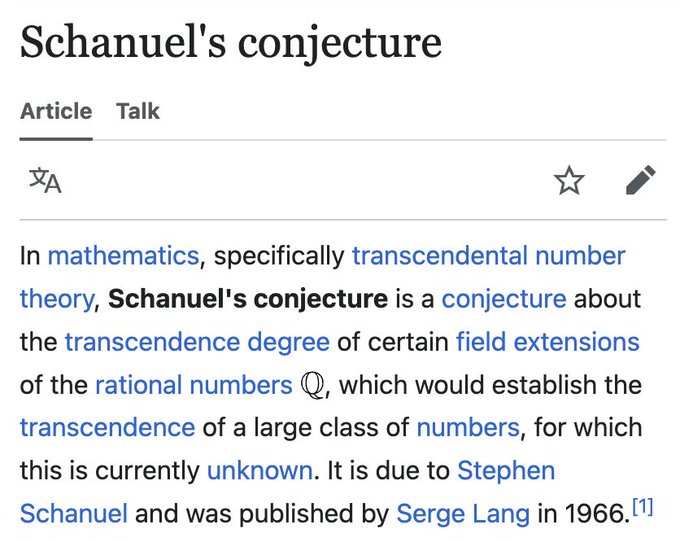 Schanuel's conjecture
Article Talk
文A
In mathematics, specifically transcendental number
theory, Schanuel's conjecture is a conjecture about
the transcendence degree of certain field extensions
of the rational numbers ℚ, which would establish the
transcendence of a large class of numbers, for which
this is currently unknown. It is due to Stephen
Schanuel and was published by Serge Lang in 1966.[1]